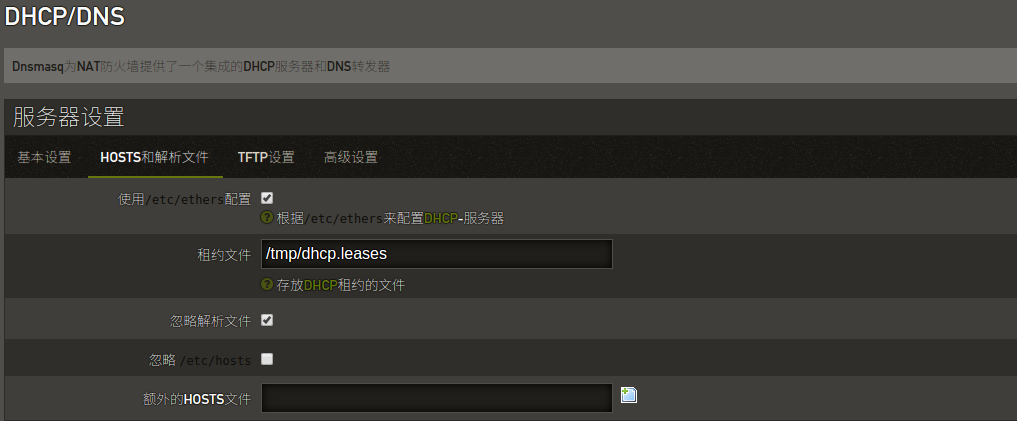 DHCP/DNS
Dnsmasq为NAT防火墙提供了一个集成的DHCP服务器和DNS转发器
服务器设置
基本设置 HOSTS和解析文件 TFTP设置 高级设置
使用/etc/ethers配置
根据/etc/ethers来配置DHCP-服务器
租约文件 /tmp/dhcp.leases
存放DHCP租约的文件
忽略解析文件
忽略 /etc/hosts
额外的HOSTS文件